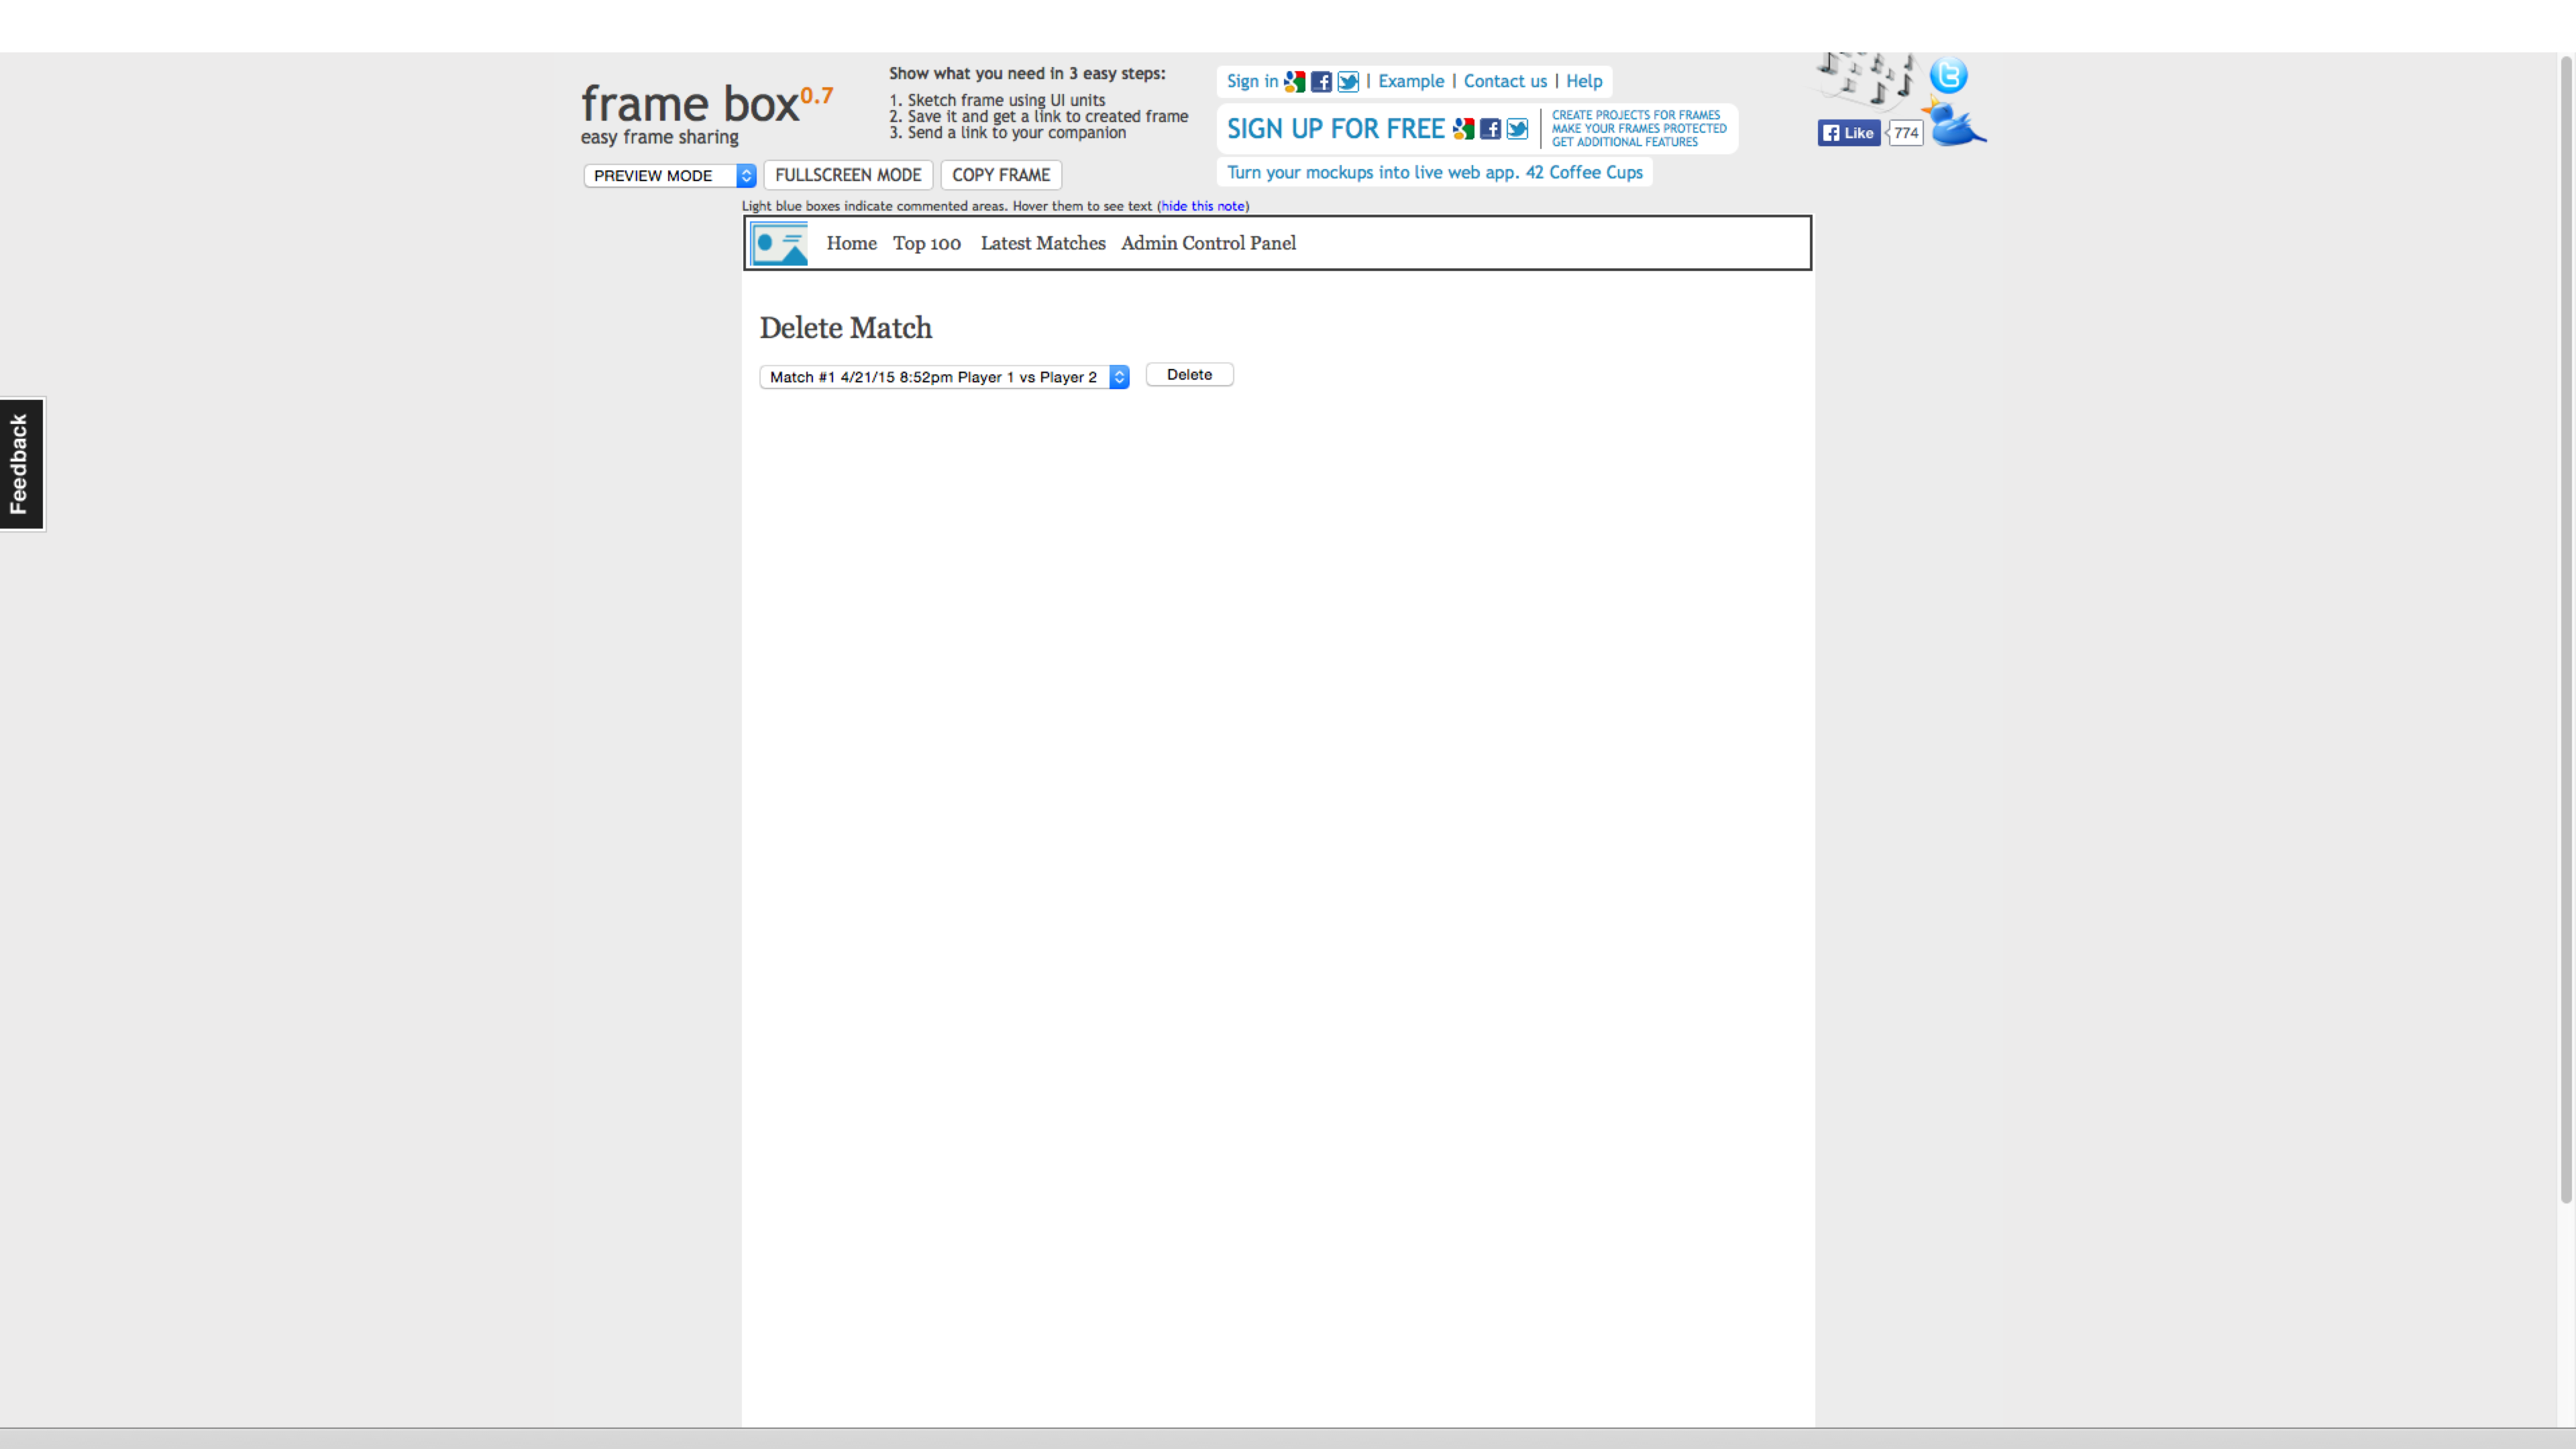 frame box0.7
easy frame sharing
Show what you need in 3 easy steps:
1. Sketch frame using UI units
2. Save it and get a link to created frame
3. Send a link to your companion
Sign in | Example | Contact us | Help
SIGN UP FOR FREE
CREATE PROJECTS FOR FRAMES
MAKE YOUR FRAMES PROTECTED
GET ADDITIONAL FEATURES
Turn your mockups into live web app. 42 Coffee Cups
Like 774
PREVIEW MODE FULLSCREEN MODE COPY FRAME
Light blue boxes indicate commented areas. Hover them to see text (hide this note)
Home Top 100 Latest Matches Admin Control Panel
Delete Match
Match #1 4/21/15 8:52pm Player 1 vs Player 2 Delete
Feedback